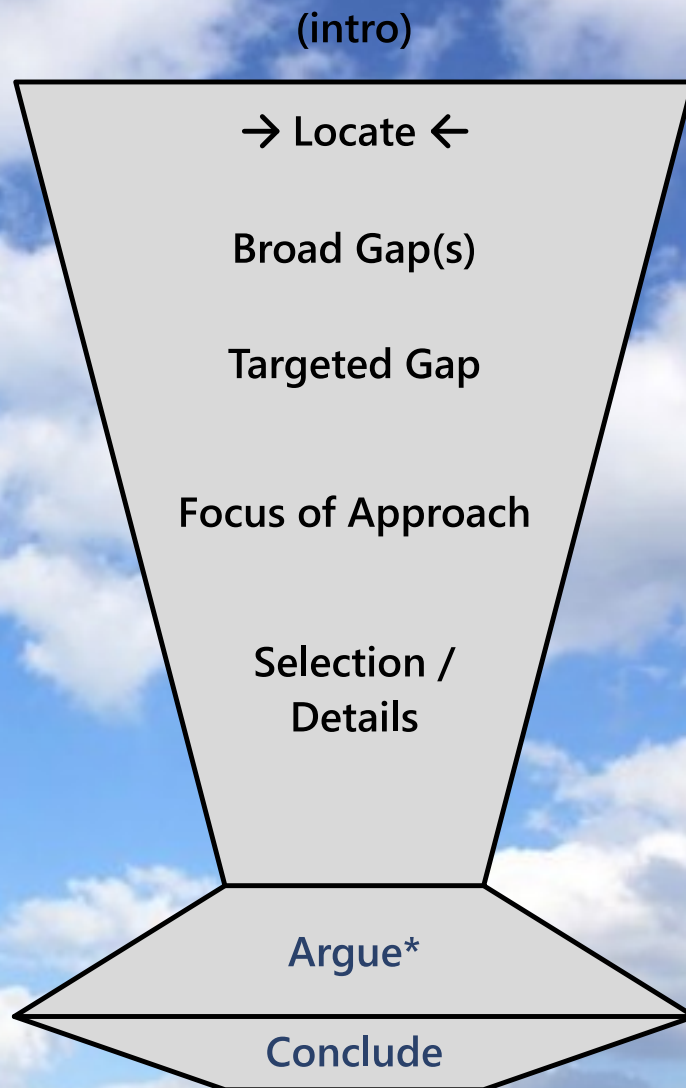 (intro)
→ Locate ←
Broad Gap(s)
Targeted Gap
Focus of Approach
Selection /
Details
Argue*
Conclude